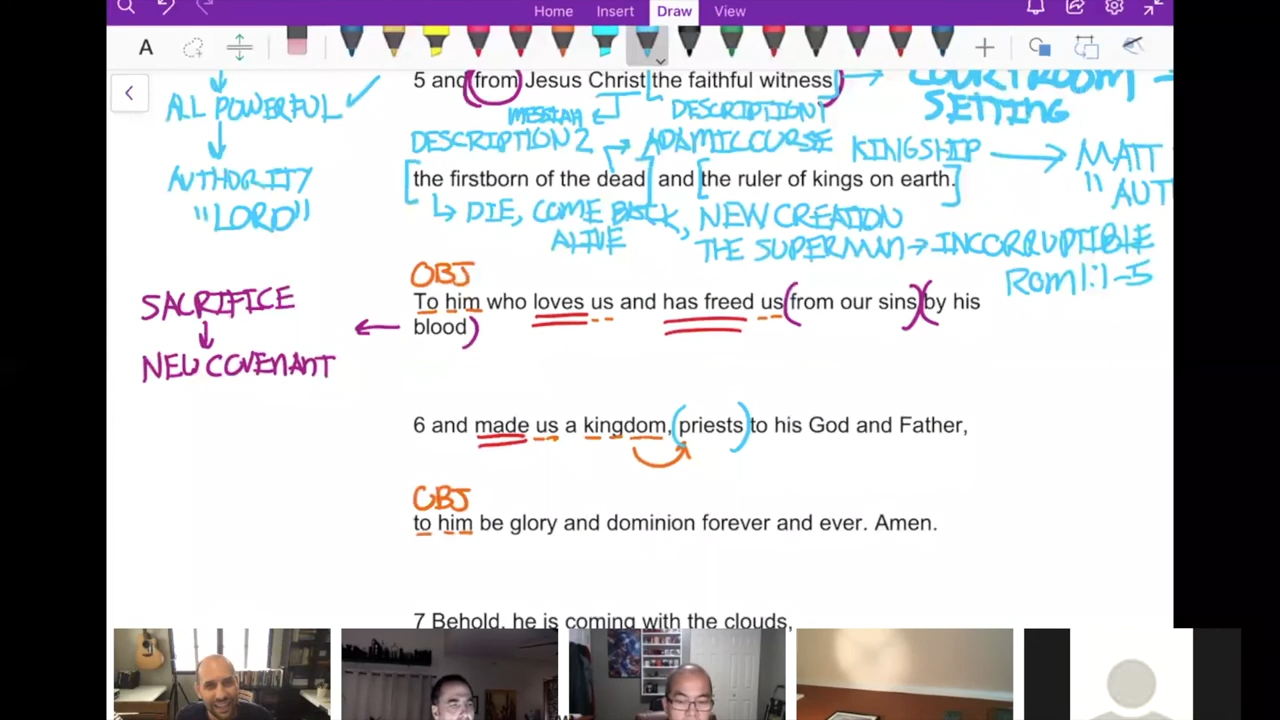 Home Insert Draw View
A
5 and from Jesus Christ the faithful witness
COURTROOM
SETTING
ALL POWERFUL
MESSIAH
DESCRIPTION 1
DESCRIPTION 2
ADAMIC CURSE
KINGSHIP
MATT
"AUT
AUTHORITY
"LORD"
the firstborn of the dead and the ruler of kings on earth.
DIE, COME BACK,
ALIVE
NEW CREATION
THE SUPERMAN
INCORRUPTIBLE
ROM 1:1-5
OBJ
SACRIFICE
To him who loves us and has freed us from our sins by his
blood
NEW COVENANT
6 and made us a kingdom, priests to his God and Father,
OBJ
to him be glory and dominion forever and ever. Amen.
7 Behold, he is coming with the clouds,